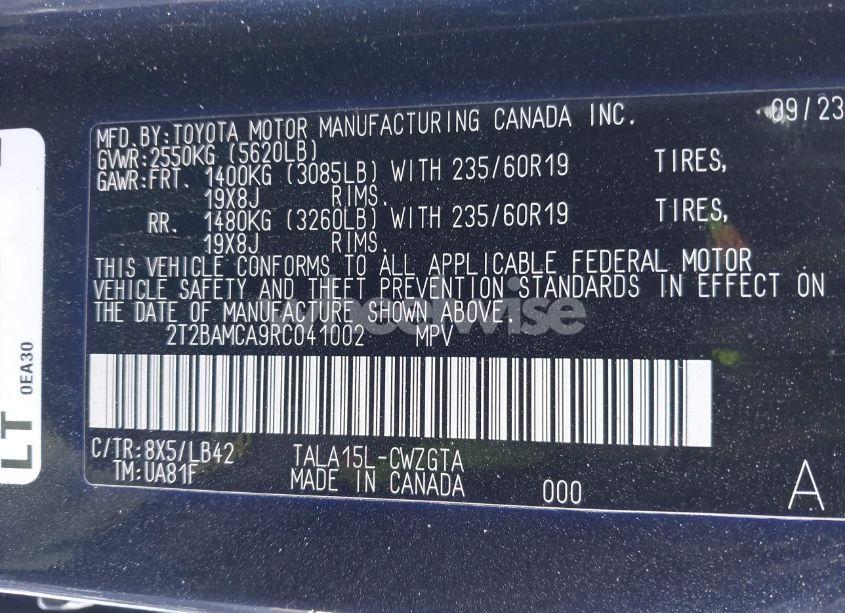 09/23
MFD.BY:TOYOTA MOTOR MANUFACTURING CANADA INC.
GVWR:2550KG (5620LB)
GAWR:FRT. 1400KG (3085LB) WITH 235/60R19 TIRES,
19X8J RIMS.
RR. 1480KG (3260LB) WITH 235/60R19 TIRES,
19X8J RIMS.
THIS VEHICLE CONFORMS TO ALL APPLICABLE FEDERAL MOTOR
VEHICLE SAFETY AND THEFT PREVENTION STANDARDS IN EFFECT ON
THE DATE OF MANUFACTURE SHOWN ABOVE.
wheelwise
2T2BAMCA9RC041002 MPV
C/TR:8X5/LB42 TALA15L-CWZGTA
TM:UA81F MADE IN CANADA 000 A
LT
0EA30